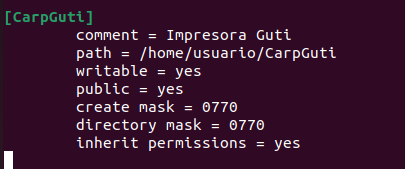 [CarpGuti]
comment = Impresora Guti
path = /home/usuario/CarpGuti
writable = yes
public = yes
create mask = 0770
directory mask = 0770
inherit permissions = yes